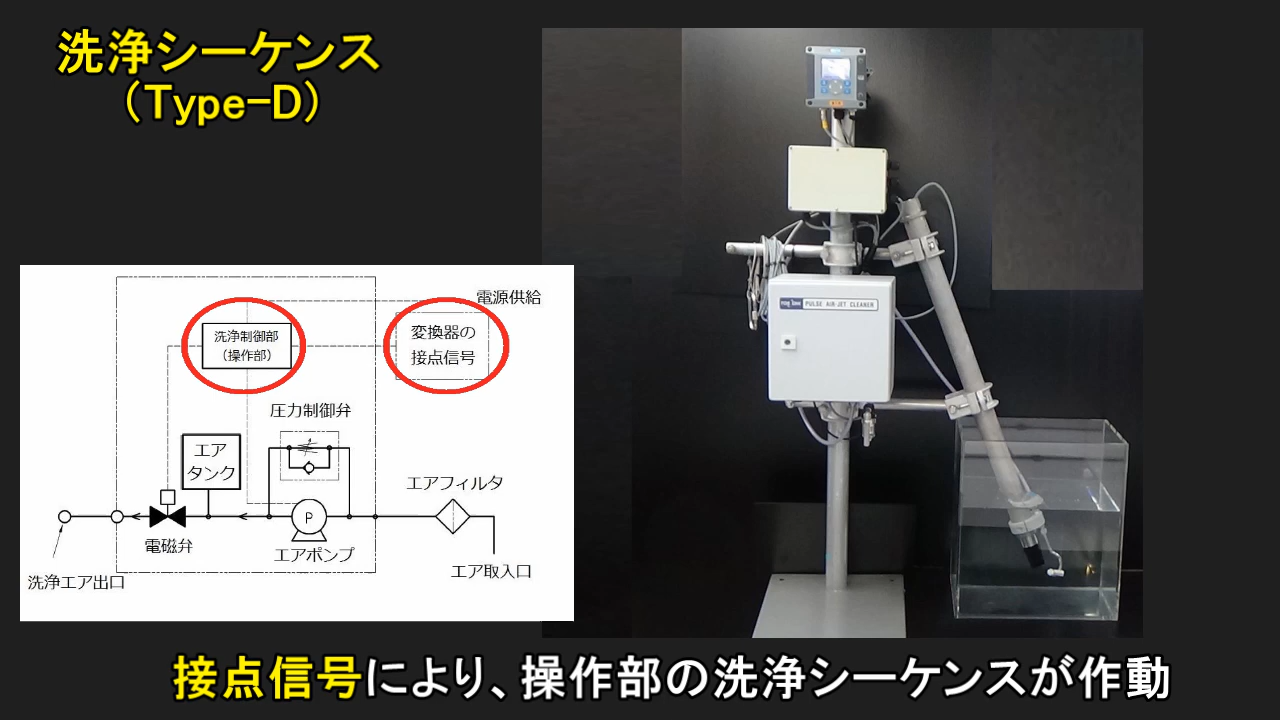 洗浄シーケンス
（Type-D）
PULSE AIR-JET CLEANER
電源供給
洗浄制御部
（操作部）
変換器の
接点信号
圧力制御弁
エア
タンク
エアフィルタ
P
電磁弁
エアポンプ
エア取入口
洗浄エア出口
接点信号により、操作部の洗浄シーケンスが作動